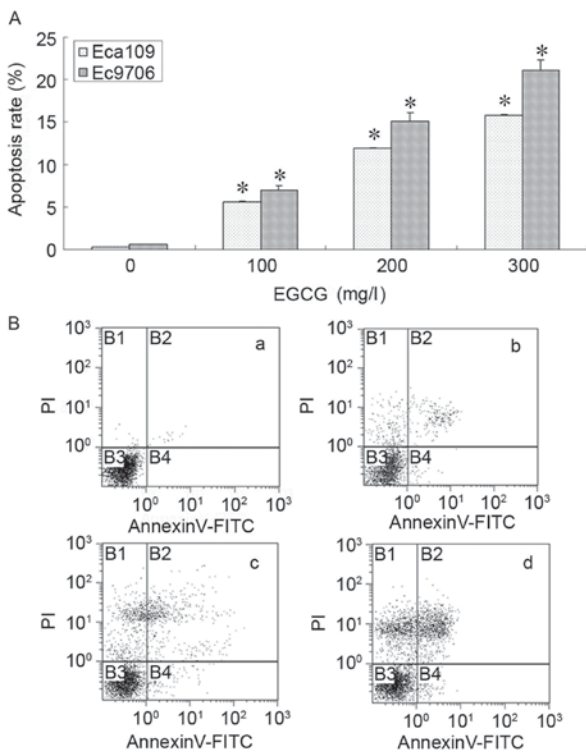 A
Apoptosis rate (%)
25
20
15
10
5
0
Eca109
Ec9706
*
*
*
*
*
*
0 100 200 300
EGCG (mg/l)
B
PI
10³
10²
10¹
10⁰
B1 B2 a
B3 B4
10⁰ 10¹ 10² 10³
AnnexinV-FITC
PI
10³
10²
10¹
10⁰
B1 B2 b
B3 B4
10⁰ 10¹ 10² 10³
AnnexinV-FITC
PI
10³
10²
10¹
10⁰
B1 B2 c
B3 B4
10⁰ 10¹ 10² 10³
AnnexinV-FITC
PI
10³
10²
10¹
10⁰
B1 B2 d
B3 B4
10⁰ 10¹ 10² 10³
AnnexinV-FITC